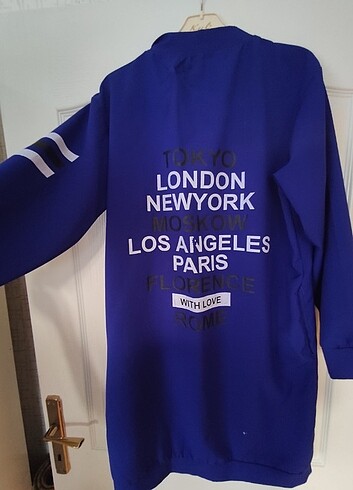 TOKYO
LONDON
NEWYORK
MOSKOW
LOS ANGELES
PARIS
FLORENCE
WITH LOVE
ROME